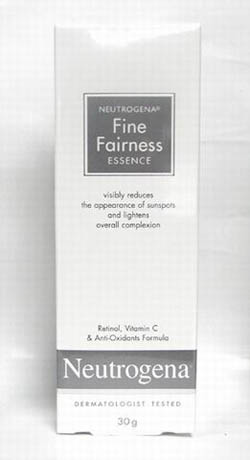 NEUTROGENA®
Fine
Fairness
ESSENCE
visibly reduces
the appearance of sunspots
and lightens
overall complexion
Retinol, Vitamin C
& Anti-Oxidants Formula
Neutrogena®
DERMATOLOGIST TESTED
30g